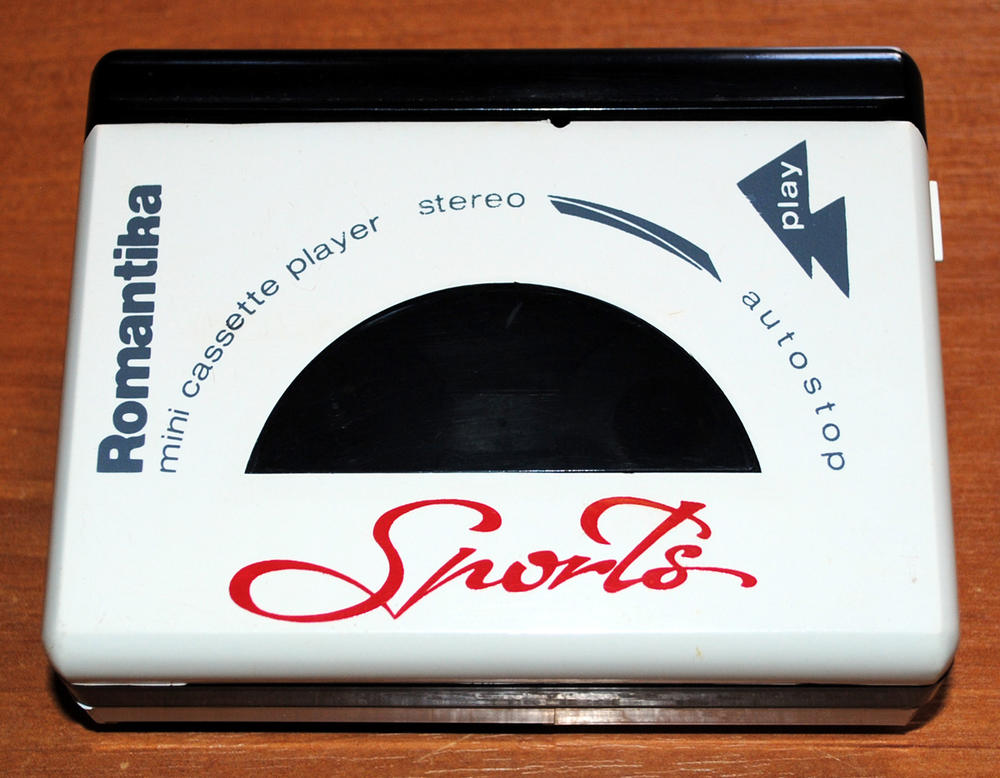 Romantika
mini cassette player stereo
play
autostop
Sports